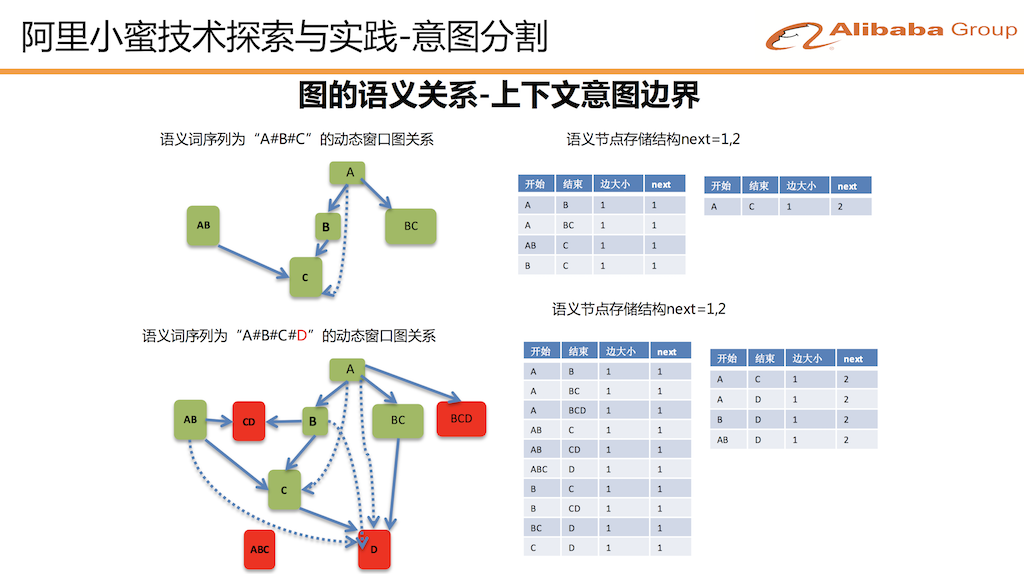 阿里小蜜技术探索与实践-意图分割
Alibaba Group
图的语义关系-上下文意图边界
语义词序列为“A#B#C”的动态窗口图关系
A
AB
B
BC
C
语义节点存储结构next=1,2
开始 结束 边大小 next
A B 1 1
A BC 1 1
AB C 1 1
B C 1 1
开始 结束 边大小 next
A C 1 2
语义词序列为“A#B#C#D”的动态窗口图关系
A
AB
CD
B
BC
BCD
C
ABC
D
语义节点存储结构next=1,2
开始 结束 边大小 next
A B 1 1
A BC 1 1
A BCD 1 1
AB C 1 1
AB CD 1 1
ABC D 1 1
B C 1 1
B CD 1 1
BC D 1 1
C D 1 1
开始 结束 边大小 next
A C 1 2
A D 1 2
B D 1 2
AB D 1 2